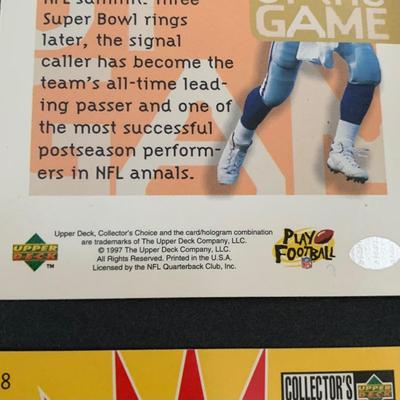 NFL summit. Three
Super Bowl rings
later, the signal
caller has become the
team's all-time lead-
ing passer and one of
the most successful
postseason perform-
ers in NFL annals.
GAME
Upper Deck, Collector's Choice and the card/hologram combination
are trademarks of The Upper Deck Company, LLC.
© 1997 The Upper Deck Company, LLC.
All Rights Reserved. Printed in the U.S.A.
Licensed by the NFL Quarterback Club, Inc.
UPPER
DECK
TM
PLAY
FOOTBALL
NFL
8
COLLECTOR'S
UPPER
DECK